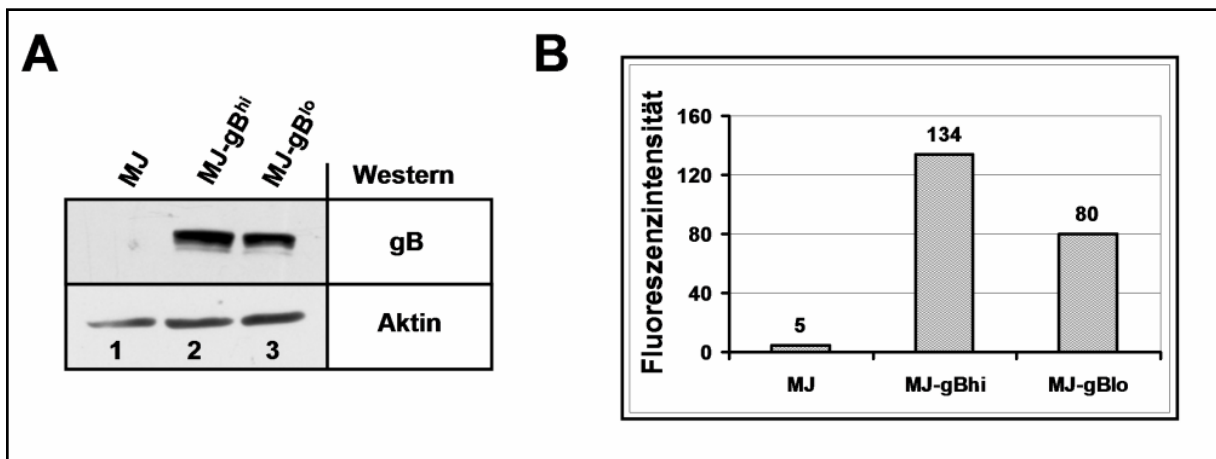 A
MJ
MJ-gBhi
MJ-gBlo
Western
gB
Aktin
1 2 3
B
Fluoreszenzintensität
160
120
80
40
0
5
134
80
MJ MJ-gBhi MJ-gBlo